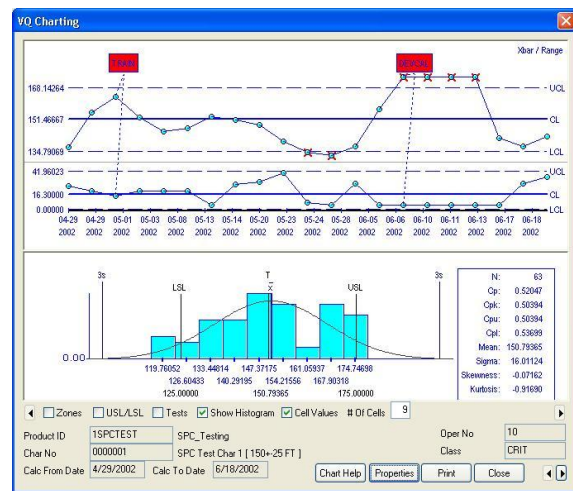 VQ Charting
Xbar / Range
TRAIN
168.14264
UCL
151.46667
CL
134.79069
LCL
41.96023
UCL
16.30000
CL
0.00000
LCL
04-29 04-29 05-01 05-03 05-08 05-13 05-14 05-20 05-23 05-24 05-28 06-05 06-06 06-10 06-11 06-13 06-17 06-18
2002 2002 2002 2002 2002 2002 2002 2002 2002 2002 2002 2002 2002 2002 2002 2002 2002 2002
3s LSL T USL 3s
x
0.00
119.76052 133.44814 147.37175 161.05937 174.74698
126.60433 140.29195 154.21556 167.90318
125.00000 150.79365 175.00000
N: 63
Cp: 0.52047
Cpk: 0.50394
Cpu: 0.50394
Cpl: 0.53699
Mean: 150.79365
Sigma: 16.01124
Skewness: -0.07162
Kurtosis: -0.91690
Zones USL/LSL Tests Show Histogram Cell Values # Of Cells 9
Product ID 1SPCTEST SPC_Testing Oper No 10
Char No 0000001 SPC Test Char 1 [ 150+-25 FT ] Class CRIT
Calc From Date 4/29/2002 Calc To Date 6/18/2002 Chart Help Properties Print Close